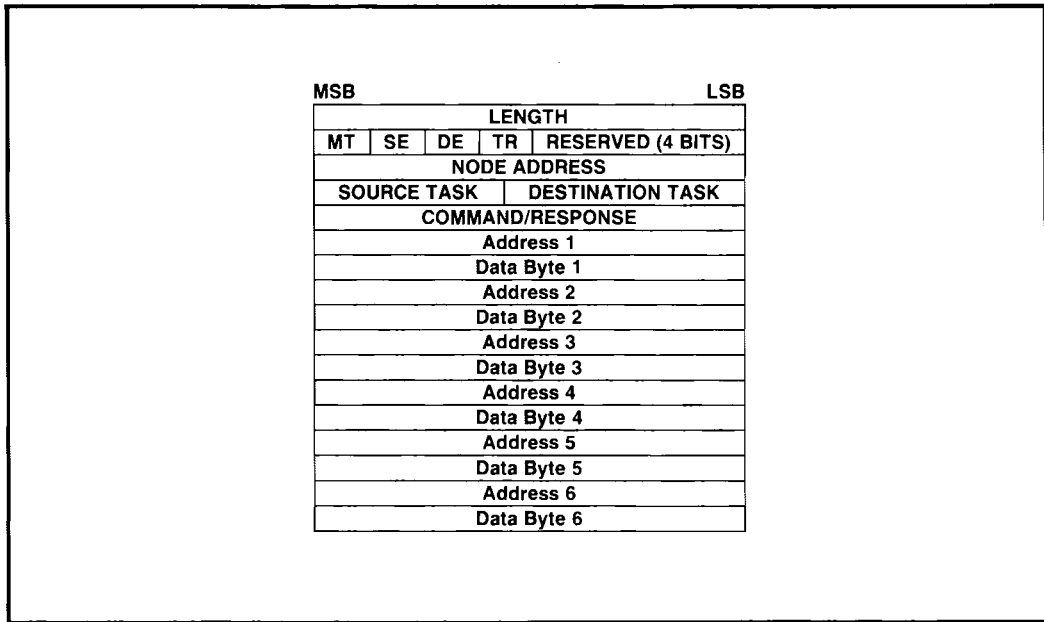 MSB LSB
LENGTH
MT SE DE TR RESERVED (4 BITS)
NODE ADDRESS
SOURCE TASK DESTINATION TASK
COMMAND/RESPONSE
Address 1
Data Byte 1
Address 2
Data Byte 2
Address 3
Data Byte 3
Address 4
Data Byte 4
Address 5
Data Byte 5
Address 6
Data Byte 6